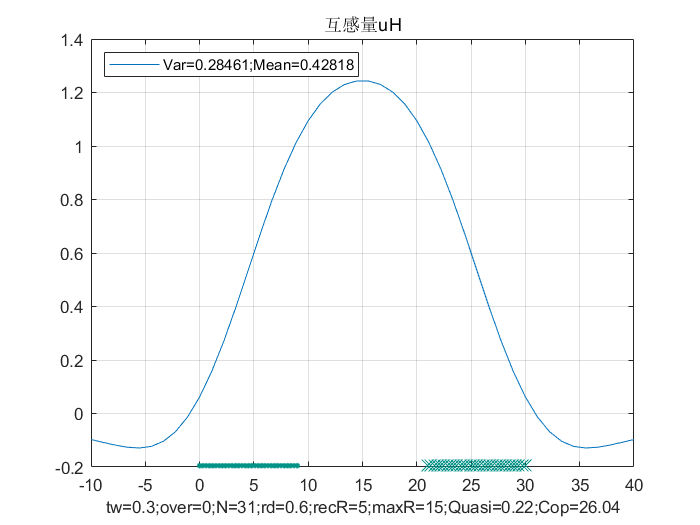 互感量uH
1.4
Var=0.28461;Mean=0.42818
1.2
1
0.8
0.6
0.4
0.2
0
-0.2
-10 -5 0 5 10 15 20 25 30 35 40
tw=0.3;over=0;N=31;rd=0.6;recR=5;maxR=15;Quasi=0.22;Cop=26.04